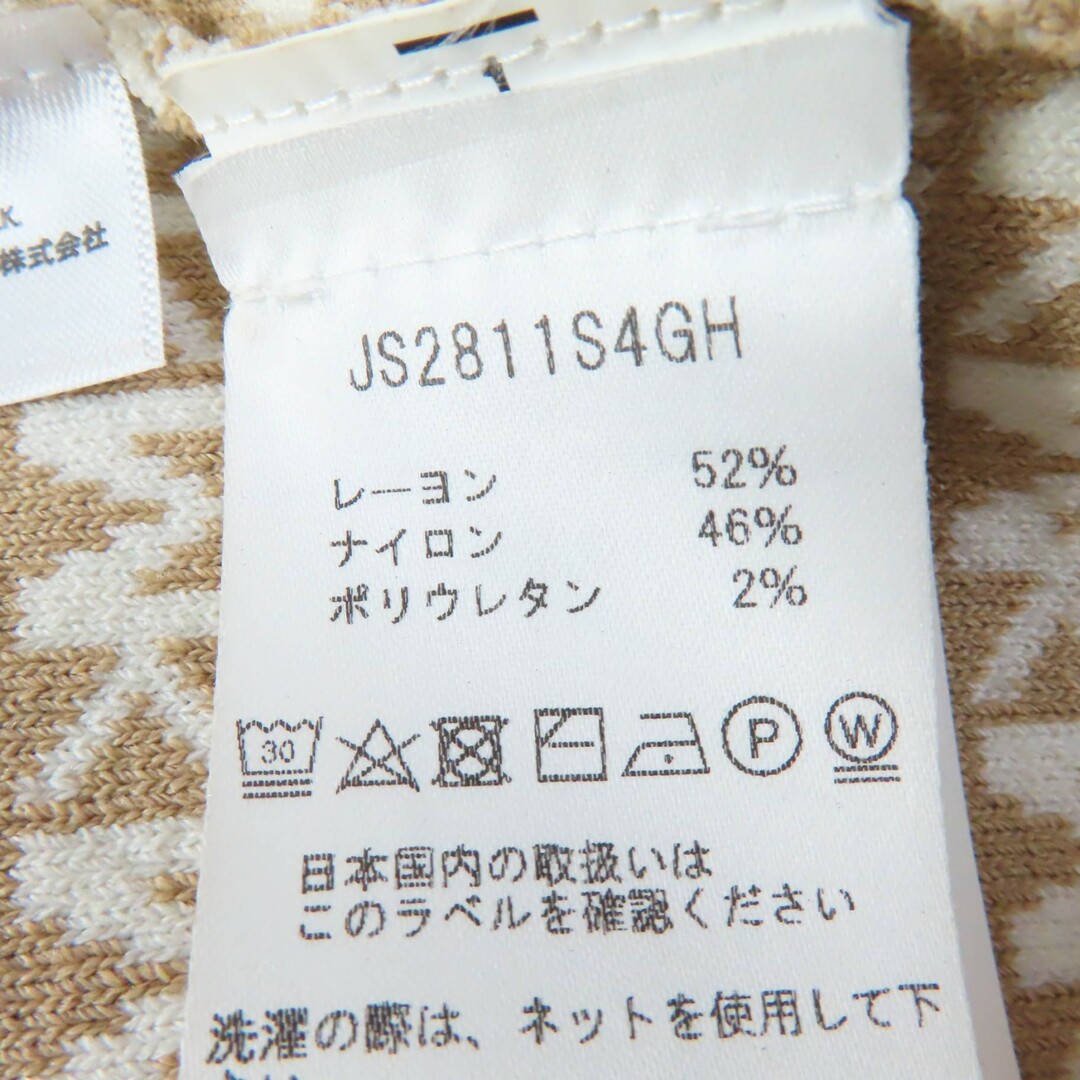 1
K
株式会社
JS2811S4GH
レーヨン 52%
ナイロン 46%
ポリウレタン 2%
30 P W
日本国内の取扱いは
このラベルを確認ください
洗濯の際は、ネットを使用して下